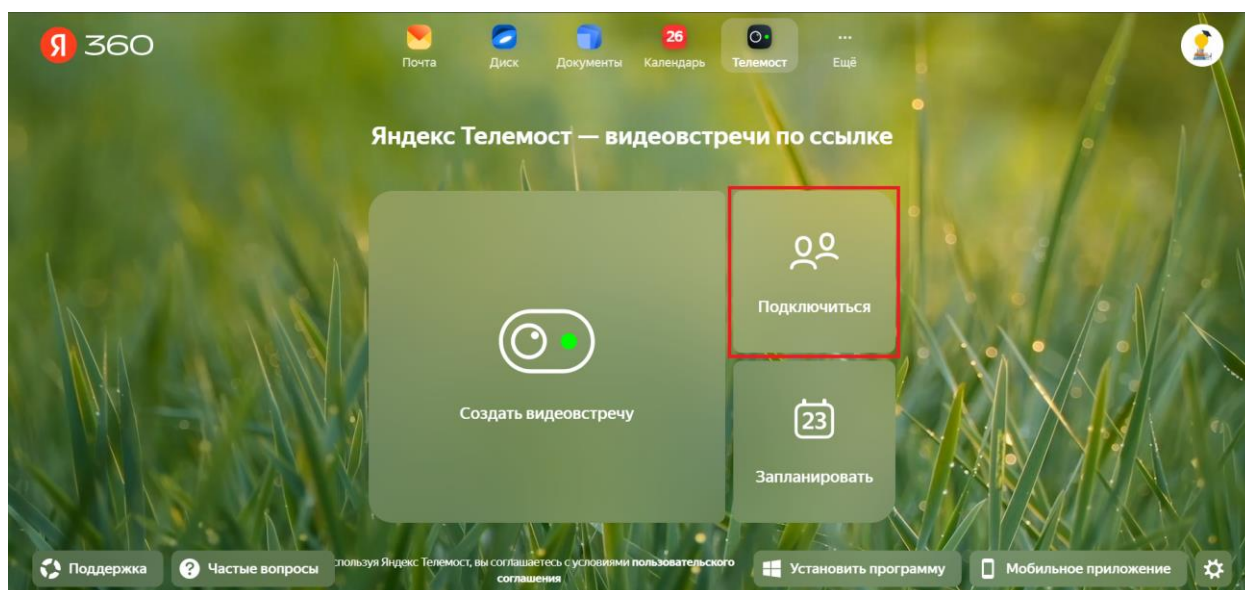 Я 360
26
Почта Диск Документы Календарь Телемост Ещё
Яндекс Телемост — видеовстречи по ссылке
Подключиться
Создать видеовстречу
23
Запланировать
Поддержка
Частые вопросы
пользуя Яндекс Телемост, вы соглашаетесь с условиями пользовательского
соглашения
Установить программу
Мобильное приложение